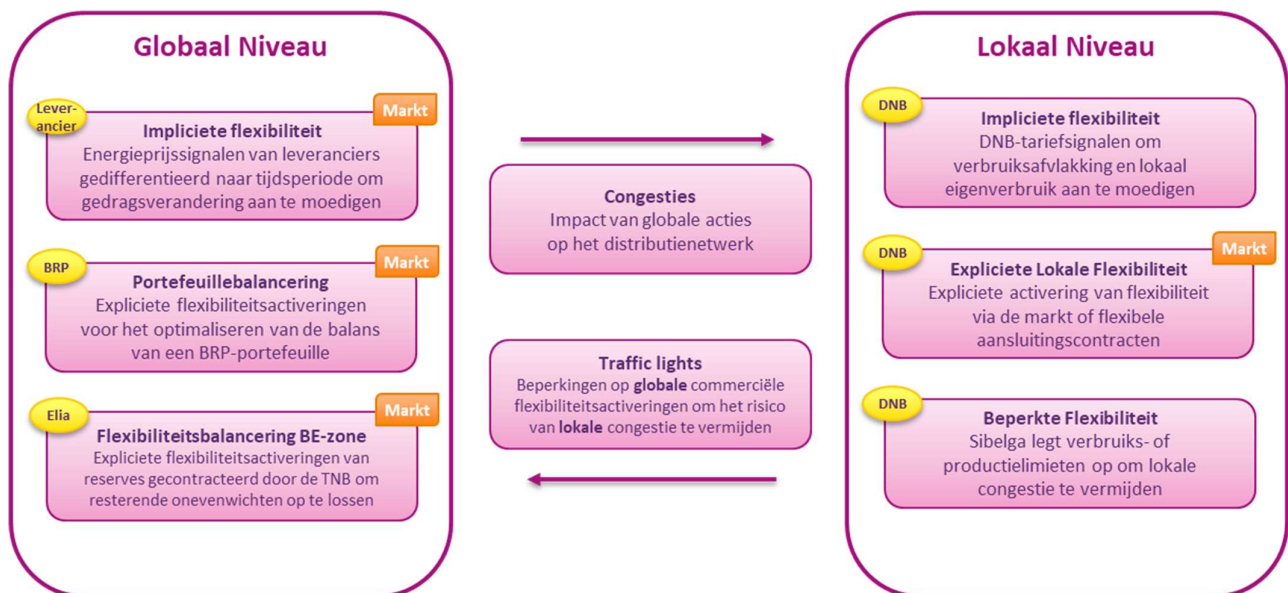 Globaal Niveau
Lever-
ancier
Markt
Impliciete flexibiliteit
Energieprijssignalen van leveranciers
gedifferentieerd naar tijdsperiode om
gedragsverandering aan te moedigen
BRP
Markt
Portefeuillebalancering
Expliciete flexibiliteitsactiveringen
voor het optimaliseren van de balans
van een BRP-portefeuille
Elia
Markt
Flexibiliteitsbalancering BE-zone
Expliciete flexibiliteitsactiveringen van
reserves gecontracteerd door de TNB om
resterende onevenwichten op te lossen
Congesties
Impact van globale acties
op het distributienetwerk
Traffic lights
Beperkingen op globale commerciële
flexibiliteitsactiveringen om het risico
van lokale congestie te vermijden
Lokaal Niveau
DNB
Impliciete flexibiliteit
DNB-tariefsignalen om
verbruiksafvlakking en lokaal
eigenverbruik aan te moedigen
DNB
Markt
Expliciete Lokale Flexibiliteit
Expliciete activering van flexibiliteit
via de markt of flexibele
aansluitingscontracten
DNB
Beperkte Flexibiliteit
Sibelga legt verbruiks- of
productielimieten op om lokale
congestie te vermijden